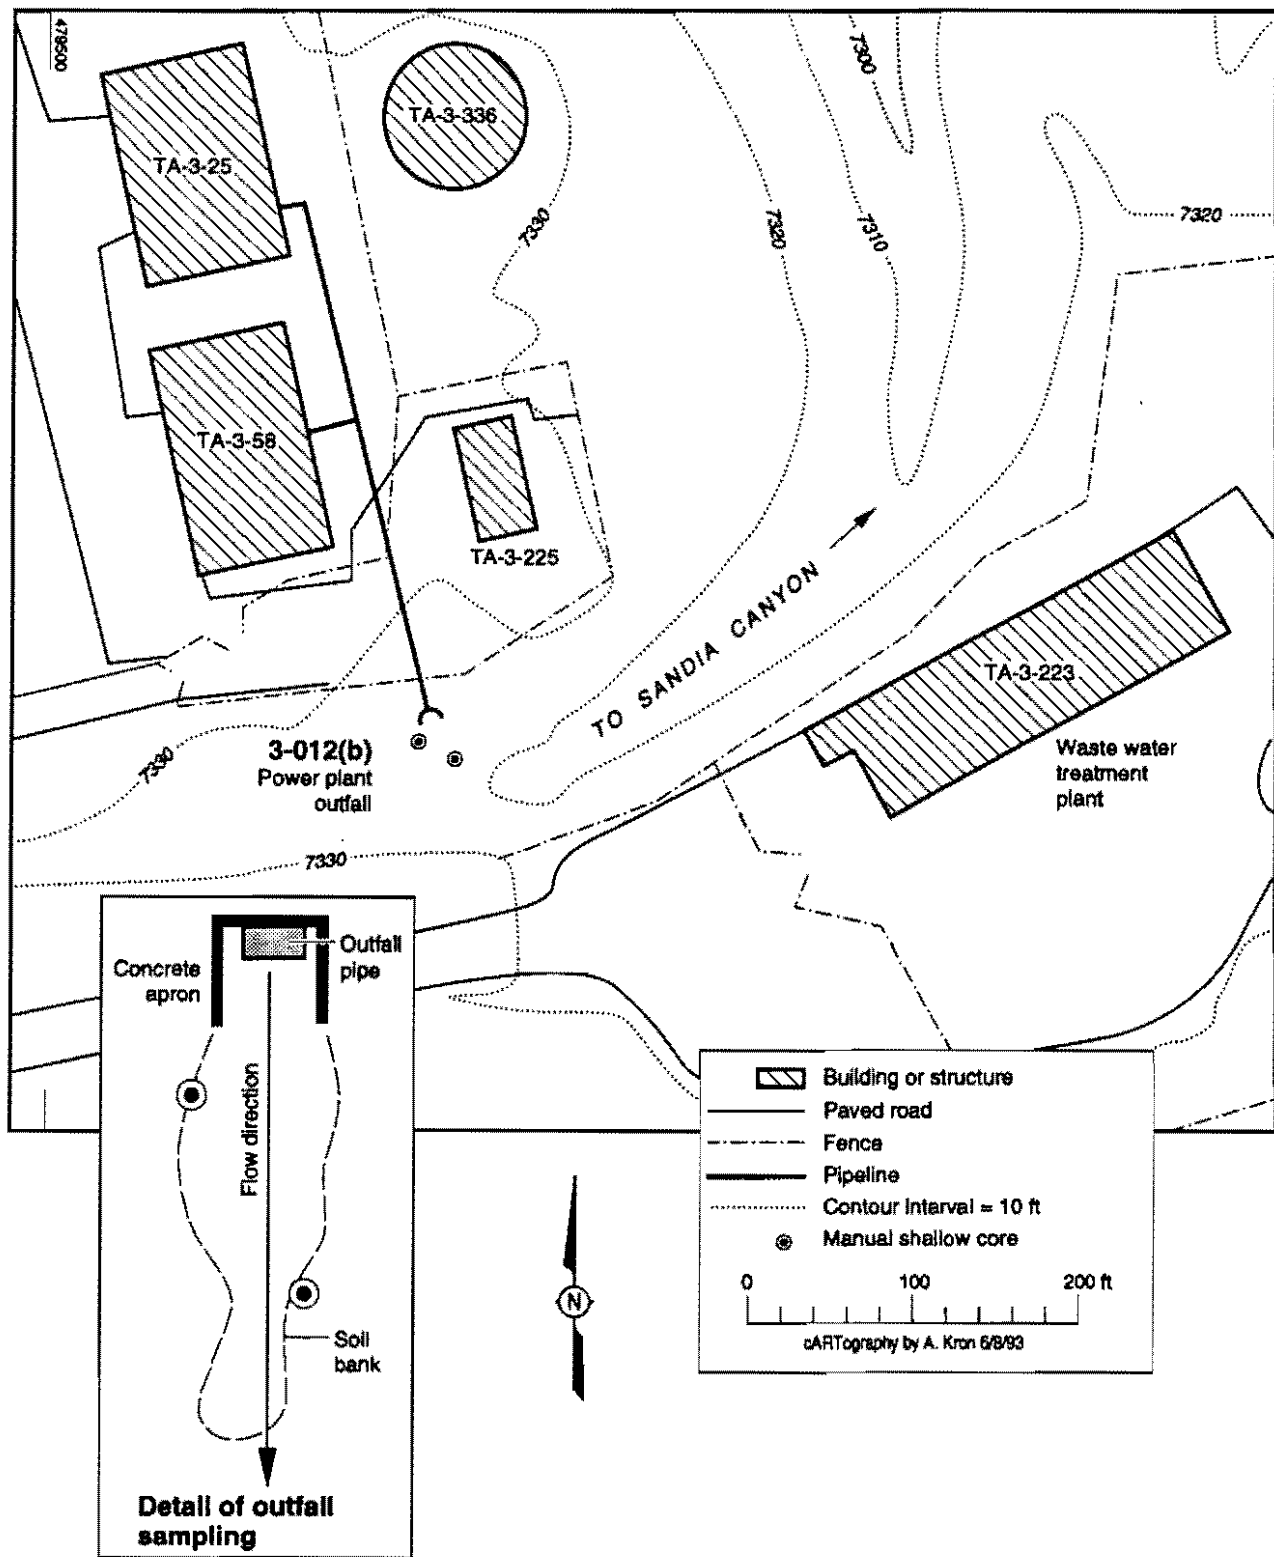 479500
TA-3-25
TA-3-336
7300
7330
7320
7310
7320
TA-3-58
TA-3-225
TO SANDIA CANYON
TA-3-223
3-012(b)
Power plant
outfall
7330
Waste water
treatment
plant
7330
Outfall
pipe
Concrete
apron
Flow direction
Soil
bank
Detail of outfall
sampling
N
Building or structure
Paved road
Fence
Pipeline
Contour Interval = 10 ft
Manual shallow core
0 100 200 ft
cARTography by A. Kron 6/8/93